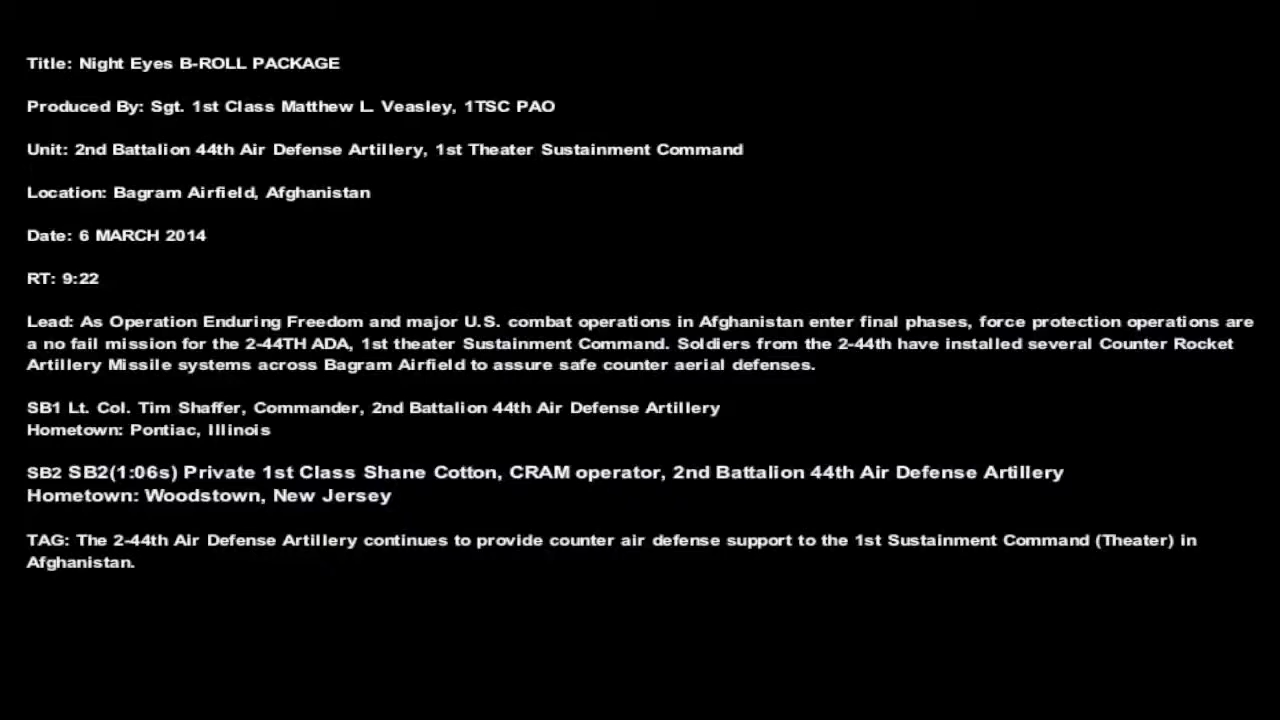 Title: Night Eyes B-ROLL PACKAGE
Produced By: Sgt. 1st Class Matthew L. Veasley, 1TSC PAO
Unit: 2nd Battalion 44th Air Defense Artillery, 1st Theater Sustainment Command
Location: Bagram Airfield, Afghanistan
Date: 6 MARCH 2014
RT: 9:22
Lead: As Operation Enduring Freedom and major U.S. combat operations in Afghanistan enter final phases, force protection operations are
a no fail mission for the 2-44TH ADA, 1st theater Sustainment Command. Soldiers from the 2-44th have installed several Counter Rocket
Artillery Missile systems across Bagram Airfield to assure safe counter aerial defenses.
SB1 Lt. Col. Tim Shaffer, Commander, 2nd Battalion 44th Air Defense Artillery
Hometown: Pontiac, Illinois
SB2 SB2(1:06s) Private 1st Class Shane Cotton, CRAM operator, 2nd Battalion 44th Air Defense Artillery
Hometown: Woodstown, New Jersey
TAG: The 2-44th Air Defense Artillery continues to provide counter air defense support to the 1st Sustainment Command (Theater) in
Afghanistan.